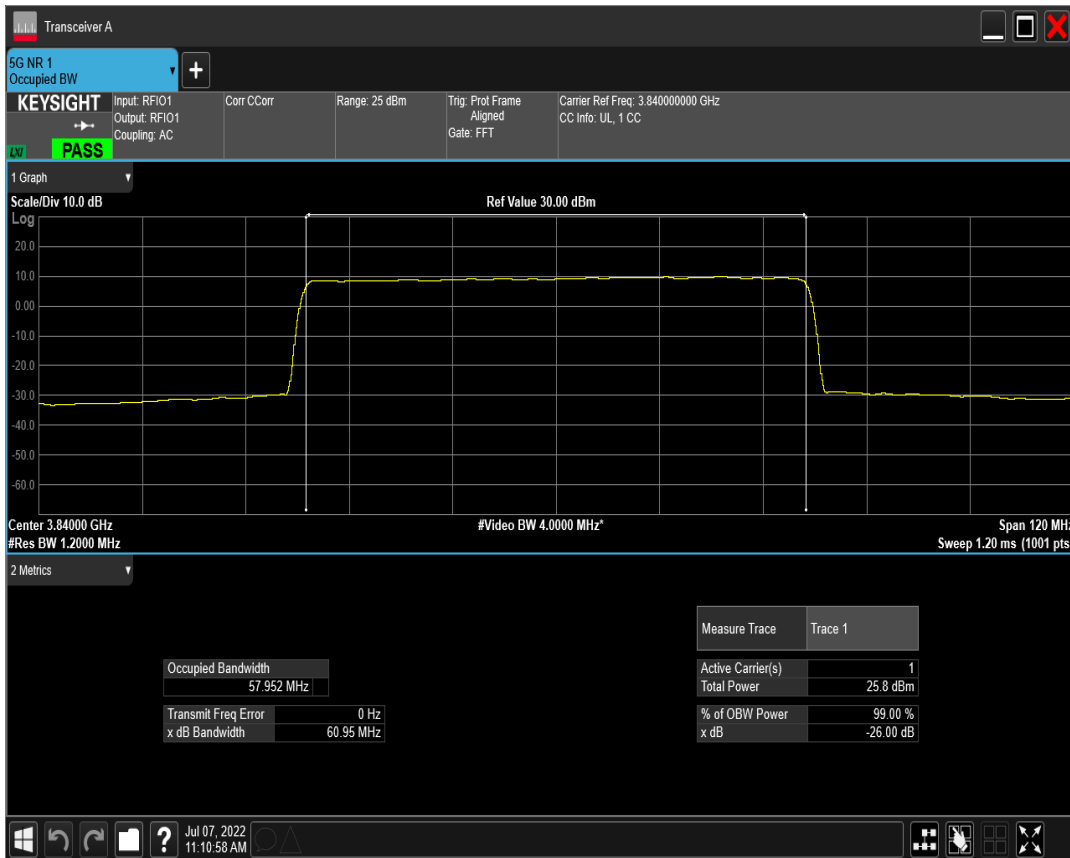 Transceiver A
5G NR 1
Occupied BW
+
KEYSIGHT
LXI
PASS
Input: RFIO1
Output: RFIO1
Coupling: AC
Corr CCorr
Range: 25 dBm
Trig: Prot Frame
Aligned
Gate: FFT
Carrier Ref Freq: 3.840000000 GHz
CC Info: UL, 1 CC
1 Graph
Scale/Div 10.0 dB
Ref Value 30.00 dBm
Log
20.0
10.0
0.00
-10.0
-20.0
-30.0
-40.0
-50.0
-60.0
Center 3.84000 GHz
#Video BW 4.0000 MHz*
Span 120 MHz
#Res BW 1.2000 MHz
Sweep 1.20 ms (1001 pts
2 Metrics
Measure Trace Trace 1
Occupied Bandwidth
57.952 MHz
Active Carrier(s) 1
Total Power 25.8 dBm
Transmit Freq Error 0 Hz
x dB Bandwidth 60.95 MHz
% of OBW Power 99.00 %
x dB -26.00 dB
?
Jul 07, 2022
11:10:58 AM